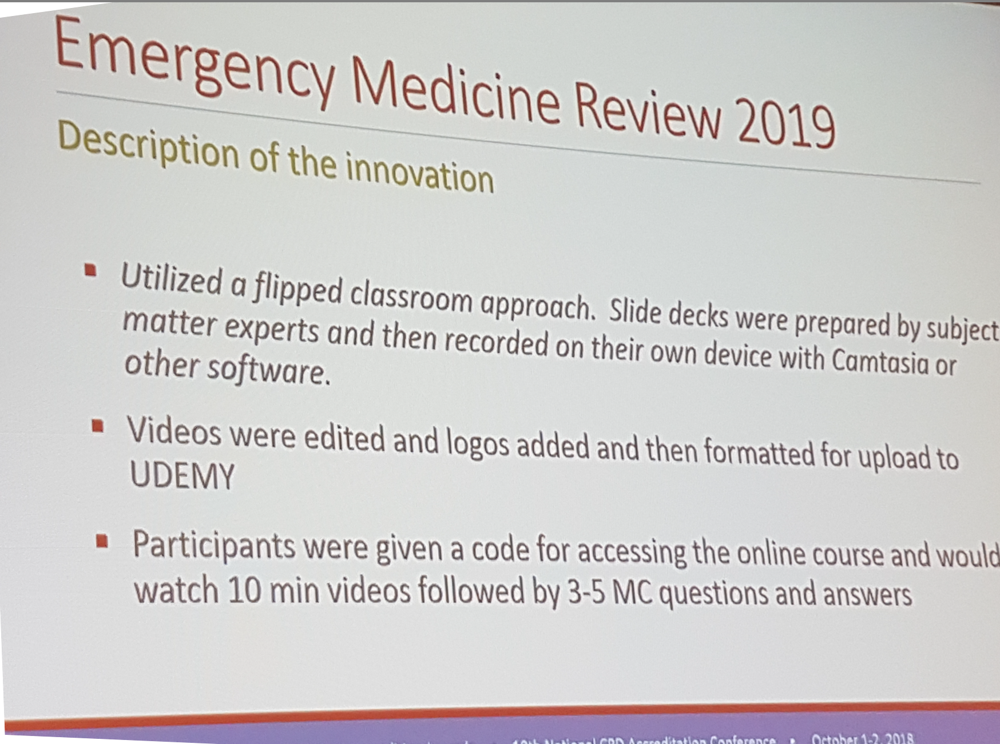 Emergency Medicine Review 2019
Description of the innovation
▪ Utilized a flipped classroom approach.  Slide decks were prepared by subject
matter experts and then recorded on their own device with Camtasia or
other software.
▪ Videos were edited and logos added and then formatted for upload to
UDEMY
▪ Participants were given a code for accessing the online course and would
watch 10 min videos followed by 3-5 MC questions and answers
10th National CPD Accreditation Conference • October 1-2, 2018